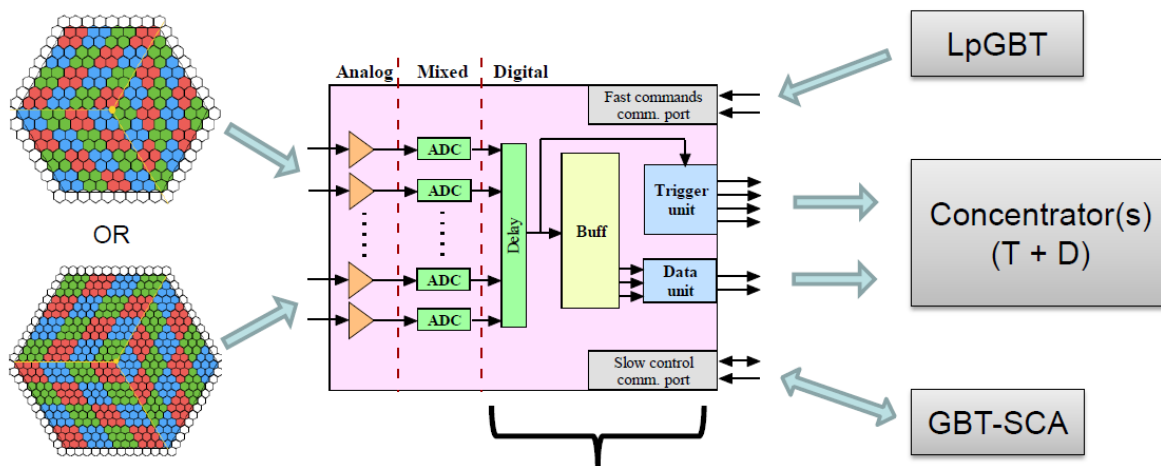 OR
Analog
Mixed
Digital
Fast commands
comm. port
ADC
ADC
ADC
ADC
Delay
Buff
Trigger
unit
Data
unit
Slow control
comm. port
LpGBT
Concentrator(s)
(T + D)
GBT-SCA